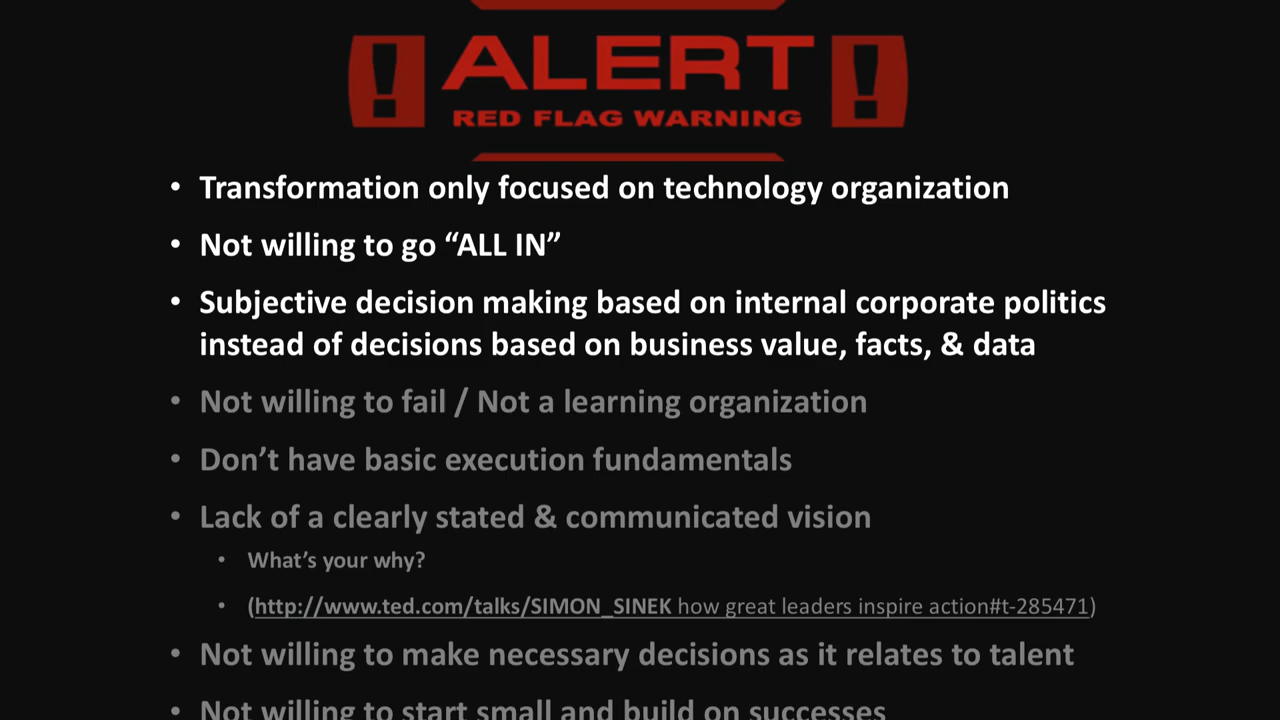 ALERT
RED FLAG WARNING
• Transformation only focused on technology organization
• Not willing to go “ALL IN”
• Subjective decision making based on internal corporate politics
instead of decisions based on business value, facts, & data
• Not willing to fail / Not a learning organization
• Don’t have basic execution fundamentals
• Lack of a clearly stated & communicated vision
• What’s your why?
• (http://www.ted.com/talks/SIMON_SINEK how great leaders inspire action#t-285471)
• Not willing to make necessary decisions as it relates to talent
• Not willing to start small and build on successes